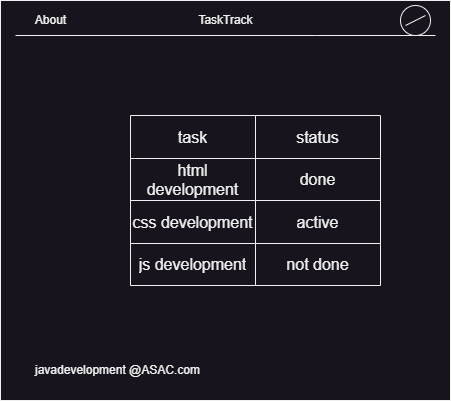 About TaskTrack
task status
html
development done
css development active
js development not done
javadevelopment @ASAC.com